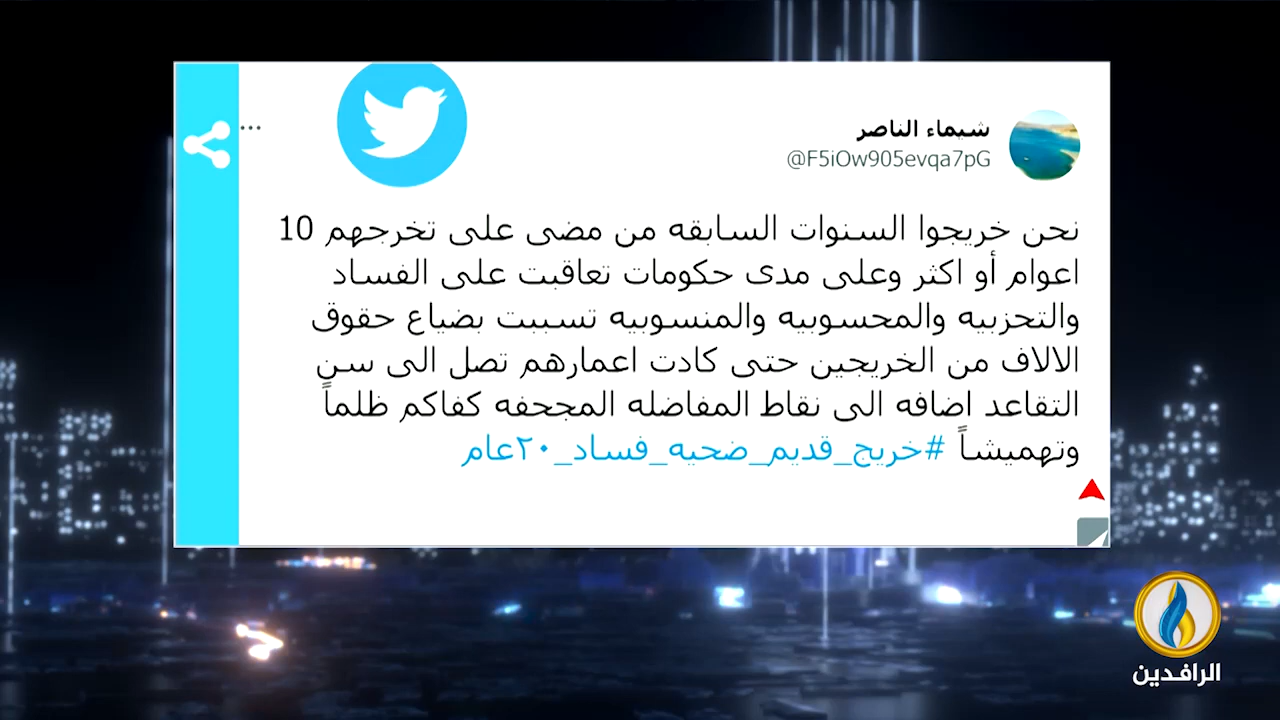 شيماء الناصر
@F5iOw905evqa7pG
نحن خريجوا السنوات السابقه من مضى على تخرجهم 10
اعوام أو اكثر وعلى مدى حكومات تعاقبت على الفساد
والتحزبيه والمحسوبيه والمنسوبيه تسببت بضياع حقوق
الالاف من الخريجين حتى كادت اعمارهم تصل الى سن
التقاعد اضافه الى نقاط المفاضله المجحفه كفاكم ظلماً
وتهميشاً #خريج_قديم_ضحيه_فساد_٢٠عام
الرافدين